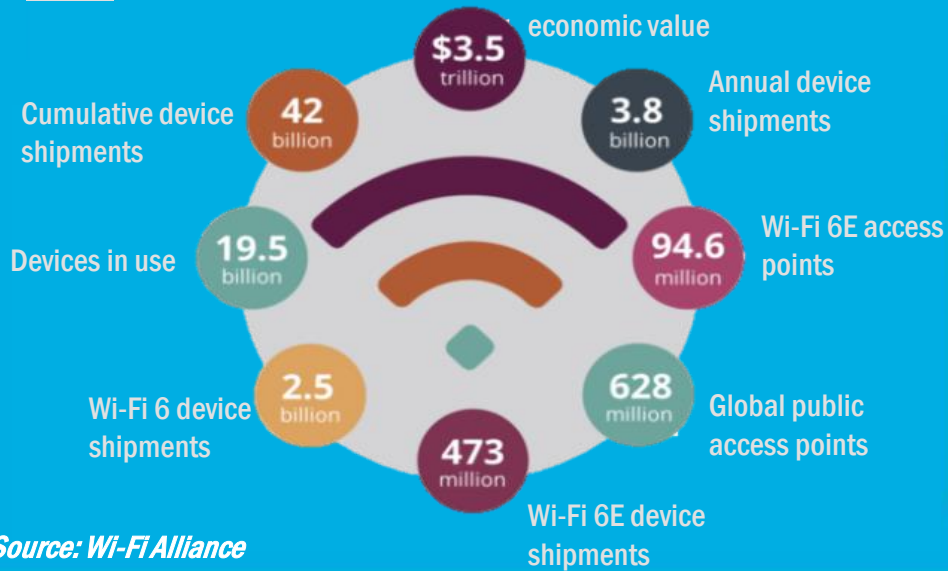 $3.5
trillion
economic value
3.8
billion
Annual device
shipments
94.6
million
Wi-Fi 6E access
points
628
million
Global public
access points
473
million
Wi-Fi 6E device
shipments
2.5
billion
Wi-Fi 6 device
shipments
19.5
billion
Devices in use
42
billion
Cumulative device
shipments
Source: Wi-Fi Alliance